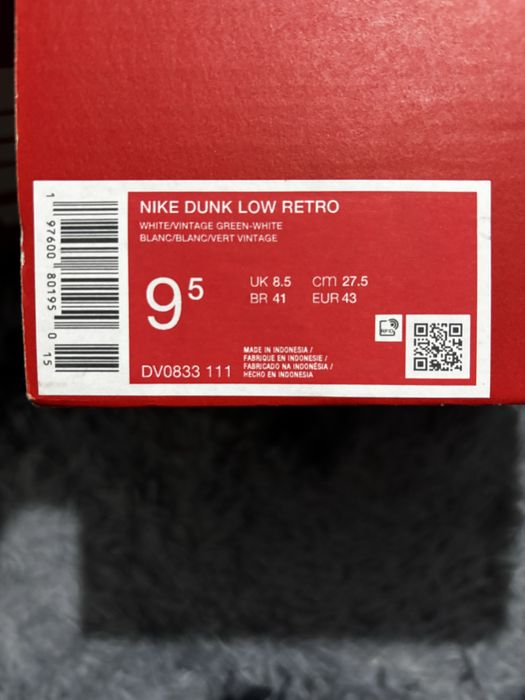 1 97600 80195 0 15
NIKE DUNK LOW RETRO
WHITE/VINTAGE GREEN-WHITE
BLANC/BLANC/VERT VINTAGE
9⁵
UK 8.5 cm 27.5
BR 41 EUR 43
DV0833 111
MADE IN INDONESIA /
FABRIQUE EN INDONESIE /
FABRICADO NA INDONÉSIA /
HECHO EN INDONESIA
RFID